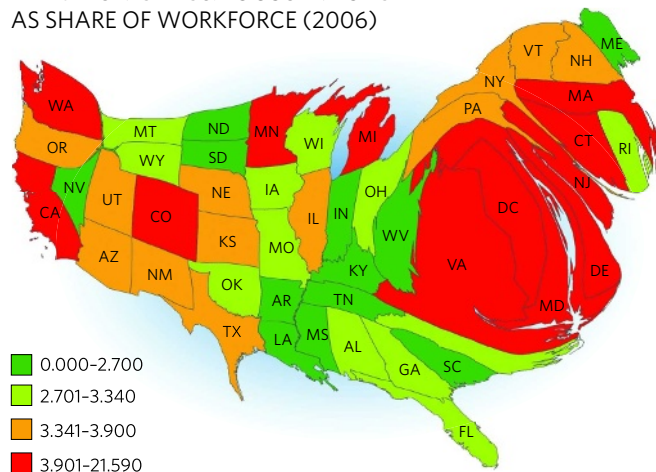 AS SHARE OF WORKFORCE (2006)
ME
VT
NH
NY
WA
MA
PA
ND
MN
MI
MT
OR
WI
CT
RI
SD
WY
NV
NE
IA
OH
NJ
UT
IL
IN
DC
CA
CO
WV
MO
KS
AZ
VA
KY
DE
NM
OK
AR
TN
MD
TX
LA
MS
AL
GA
SC
0.000–2.700
2.701–3.340
FL
3.341–3.900
3.901–21.590